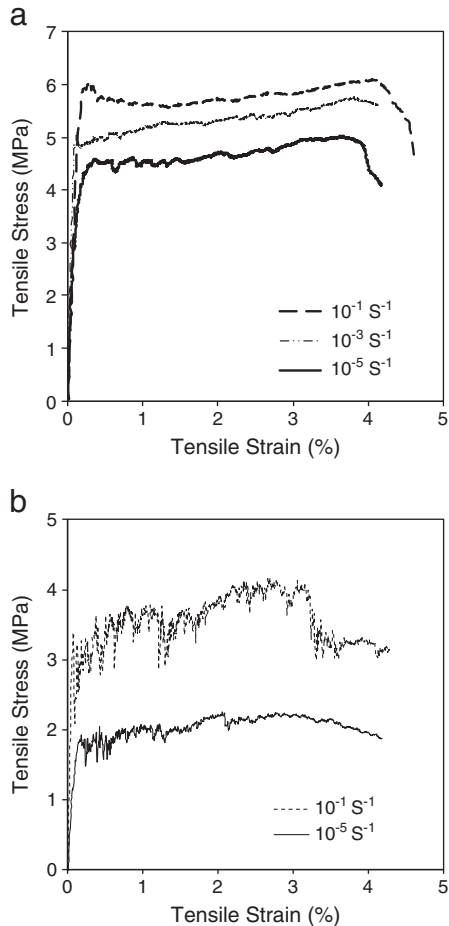 a
7
6
5
4
3
2
1
0
Tensile Stress (MPa)
10⁻¹ S⁻¹
10⁻³ S⁻¹
10⁻⁵ S⁻¹
0 1 2 3 4 5
Tensile Strain (%)
b
5
4
3
2
1
0
Tensile Stress (MPa)
10⁻¹ S⁻¹
10⁻⁵ S⁻¹
0 1 2 3 4 5
Tensile Strain (%)